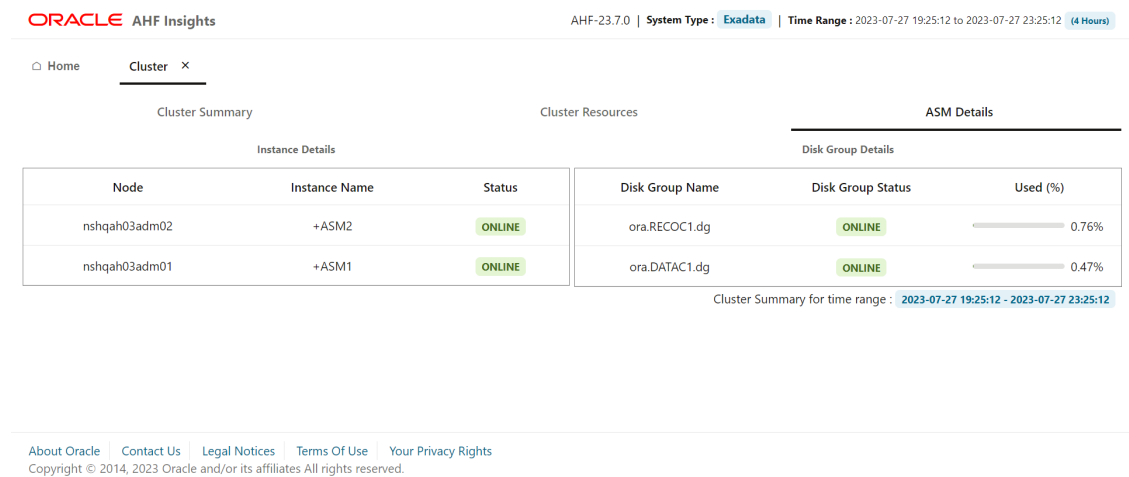 ORACLE AHF Insights
AHF-23.7.0 | System Type : Exadata | Time Range : 2023-07-27 19:25:12 to 2023-07-27 23:25:12 (4 Hours)
Home Cluster ×
Cluster Summary Cluster Resources ASM Details
Instance Details Disk Group Details
Node Instance Name Status Disk Group Name Disk Group Status Used (%)
nshqah03adm02 +ASM2 ONLINE ora.RECOC1.dg ONLINE 0.76%
nshqah03adm01 +ASM1 ONLINE ora.DATAC1.dg ONLINE 0.47%
Cluster Summary for time range : 2023-07-27 19:25:12 - 2023-07-27 23:25:12
About Oracle Contact Us Legal Notices Terms Of Use Your Privacy Rights
Copyright © 2014, 2023 Oracle and/or its affiliates All rights reserved.